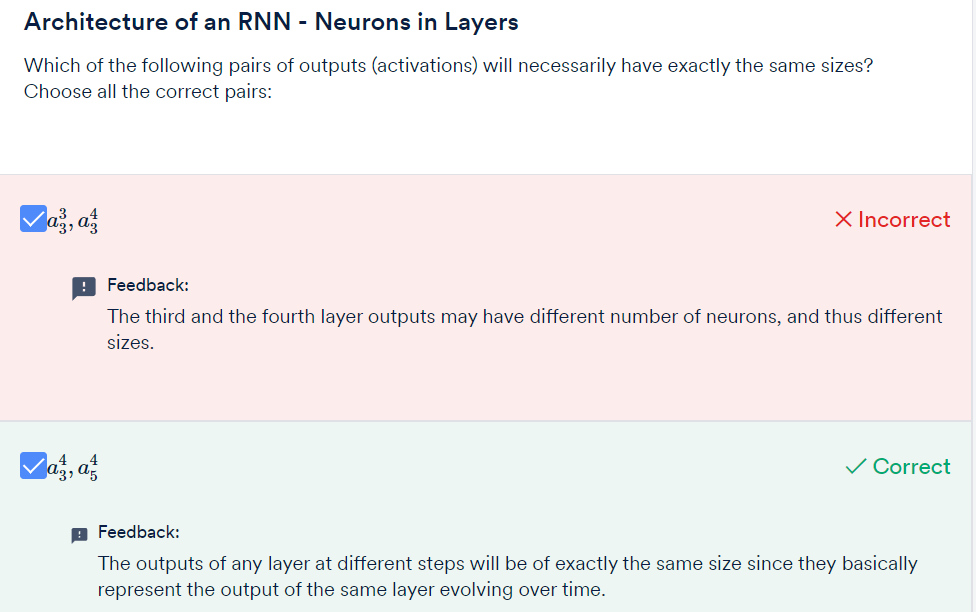 Architecture of an RNN - Neurons in Layers
Which of the following pairs of outputs (activations) will necessarily have exactly the same sizes?
Choose all the correct pairs:
$a_3^3, a_3^4$
Incorrect
Feedback:
The third and the fourth layer outputs may have different number of neurons, and thus different
sizes.
$a_3^4, a_5^4$
Correct
Feedback:
The outputs of any layer at different steps will be of exactly the same size since they basically
represent the output of the same layer evolving over time.